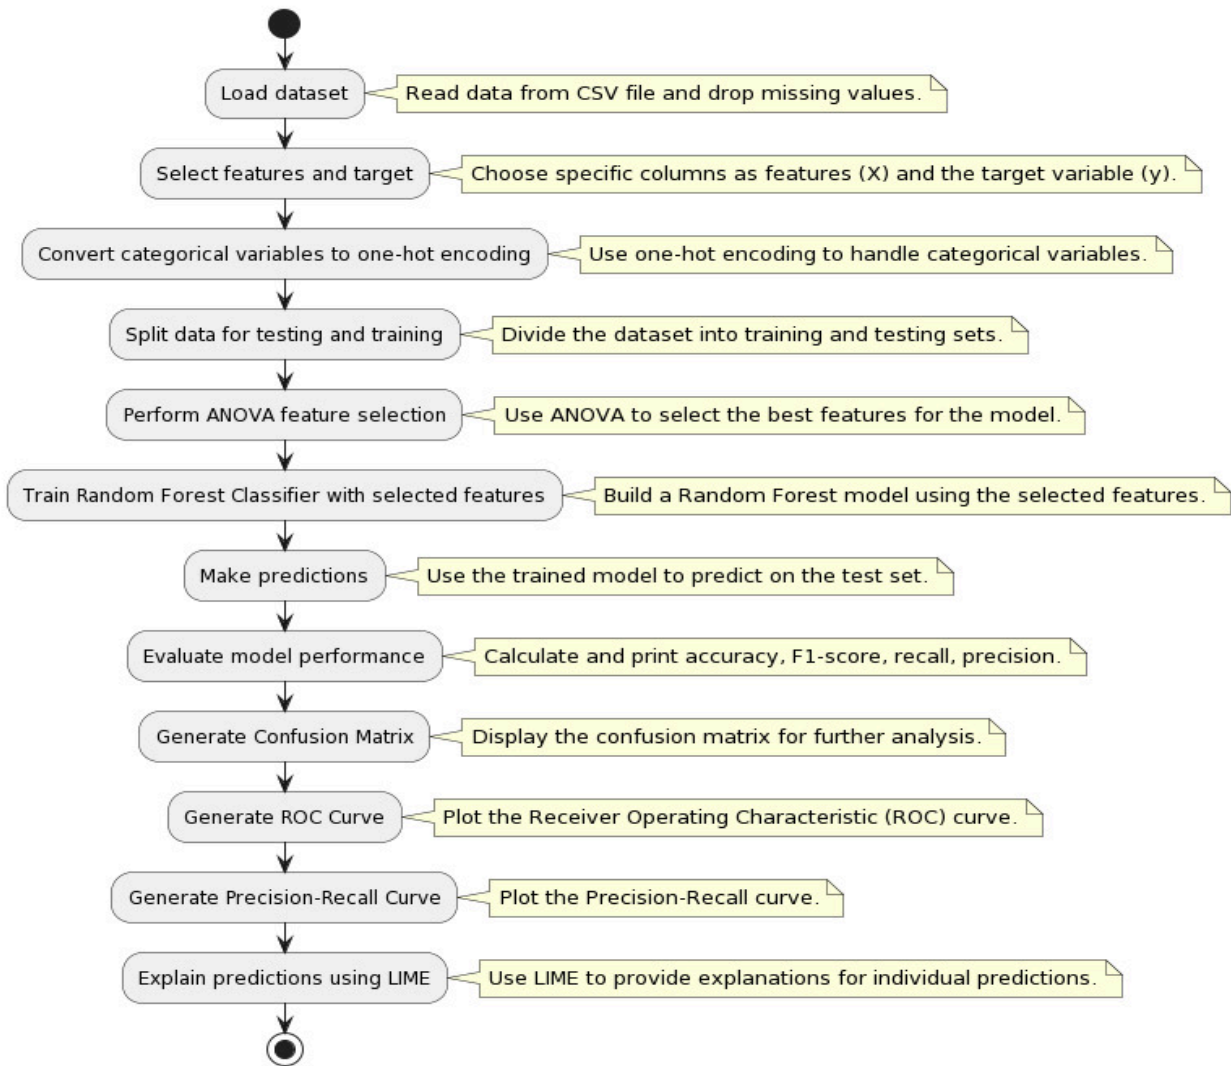 Load dataset
Read data from CSV file and drop missing values.
Select features and target
Choose specific columns as features (X) and the target variable (y).
Convert categorical variables to one-hot encoding
Use one-hot encoding to handle categorical variables.
Split data for testing and training
Divide the dataset into training and testing sets.
Perform ANOVA feature selection
Use ANOVA to select the best features for the model.
Train Random Forest Classifier with selected features
Build a Random Forest model using the selected features.
Make predictions
Use the trained model to predict on the test set.
Evaluate model performance
Calculate and print accuracy, F1-score, recall, precision.
Generate Confusion Matrix
Display the confusion matrix for further analysis.
Generate ROC Curve
Plot the Receiver Operating Characteristic (ROC) curve.
Generate Precision-Recall Curve
Plot the Precision-Recall curve.
Explain predictions using LIME
Use LIME to provide explanations for individual predictions.